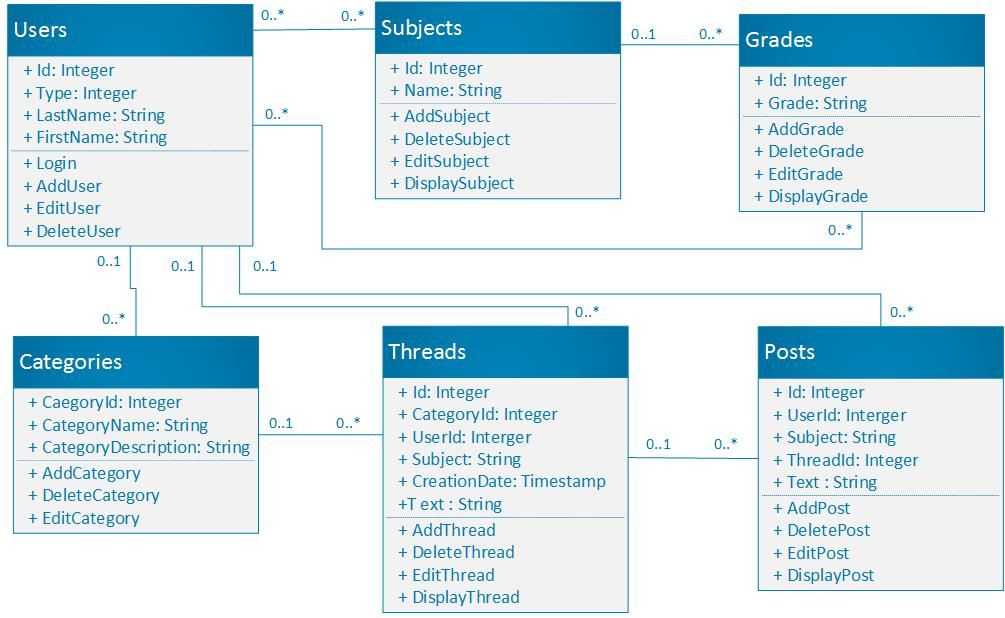 Users
+ Id: Integer
+ Type: Integer
+ LastName: String
+ FirstName: String
+ Login
+ AddUser
+ EditUser
+ DeleteUser
0..*
0..*
Subjects
+ Id: Integer
+ Name: String
+ AddSubject
+ DeleteSubject
+ EditSubject
+ DisplaySubject
0..1
0..*
Grades
+ Id: Integer
+ Grade: String
+ AddGrade
+ DeleteGrade
+ EditGrade
+ DisplayGrade
0..*
0..*
0..1
0..1
0..1
0..*
0..*
0..*
Categories
+ CaegoryId: Integer
+ CategoryName: String
+ CategoryDescription: String
+ AddCategory
+ DeleteCategory
+ EditCategory
0..1
0..*
Threads
+ Id: Integer
+ CategoryId: Integer
+ UserId: Interger
+ Subject: String
+ CreationDate: Timestamp
+T ext : String
+ AddThread
+ DeleteThread
+ EditThread
+ DisplayThread
0..1
0..*
Posts
+ Id: Integer
+ UserId: Interger
+ Subject: String
+ ThreadId: Integer
+ Text : String
+ AddPost
+ DeletePost
+ EditPost
+ DisplayPost